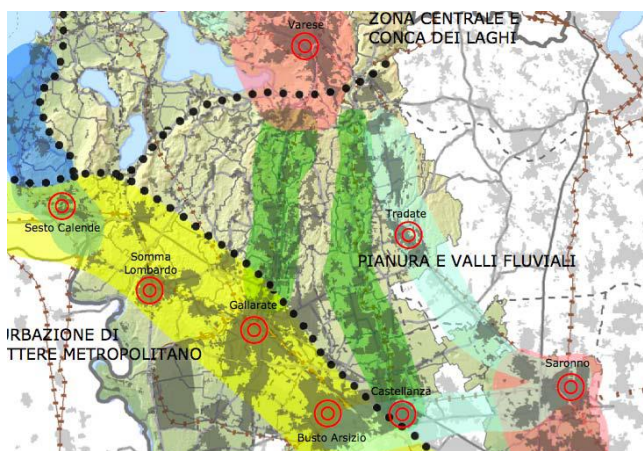 ZONA CENTRALE E
CONCA DEI LAGHI
Varese
Sesto Calende
Tradate
PIANURA E VALLI FLUVIALI
Somma
Lombardo
Gallarate
URBAZIONE DI
TTERE METROPOLITANO
Saronno
Castellanza
Busto Arsizio